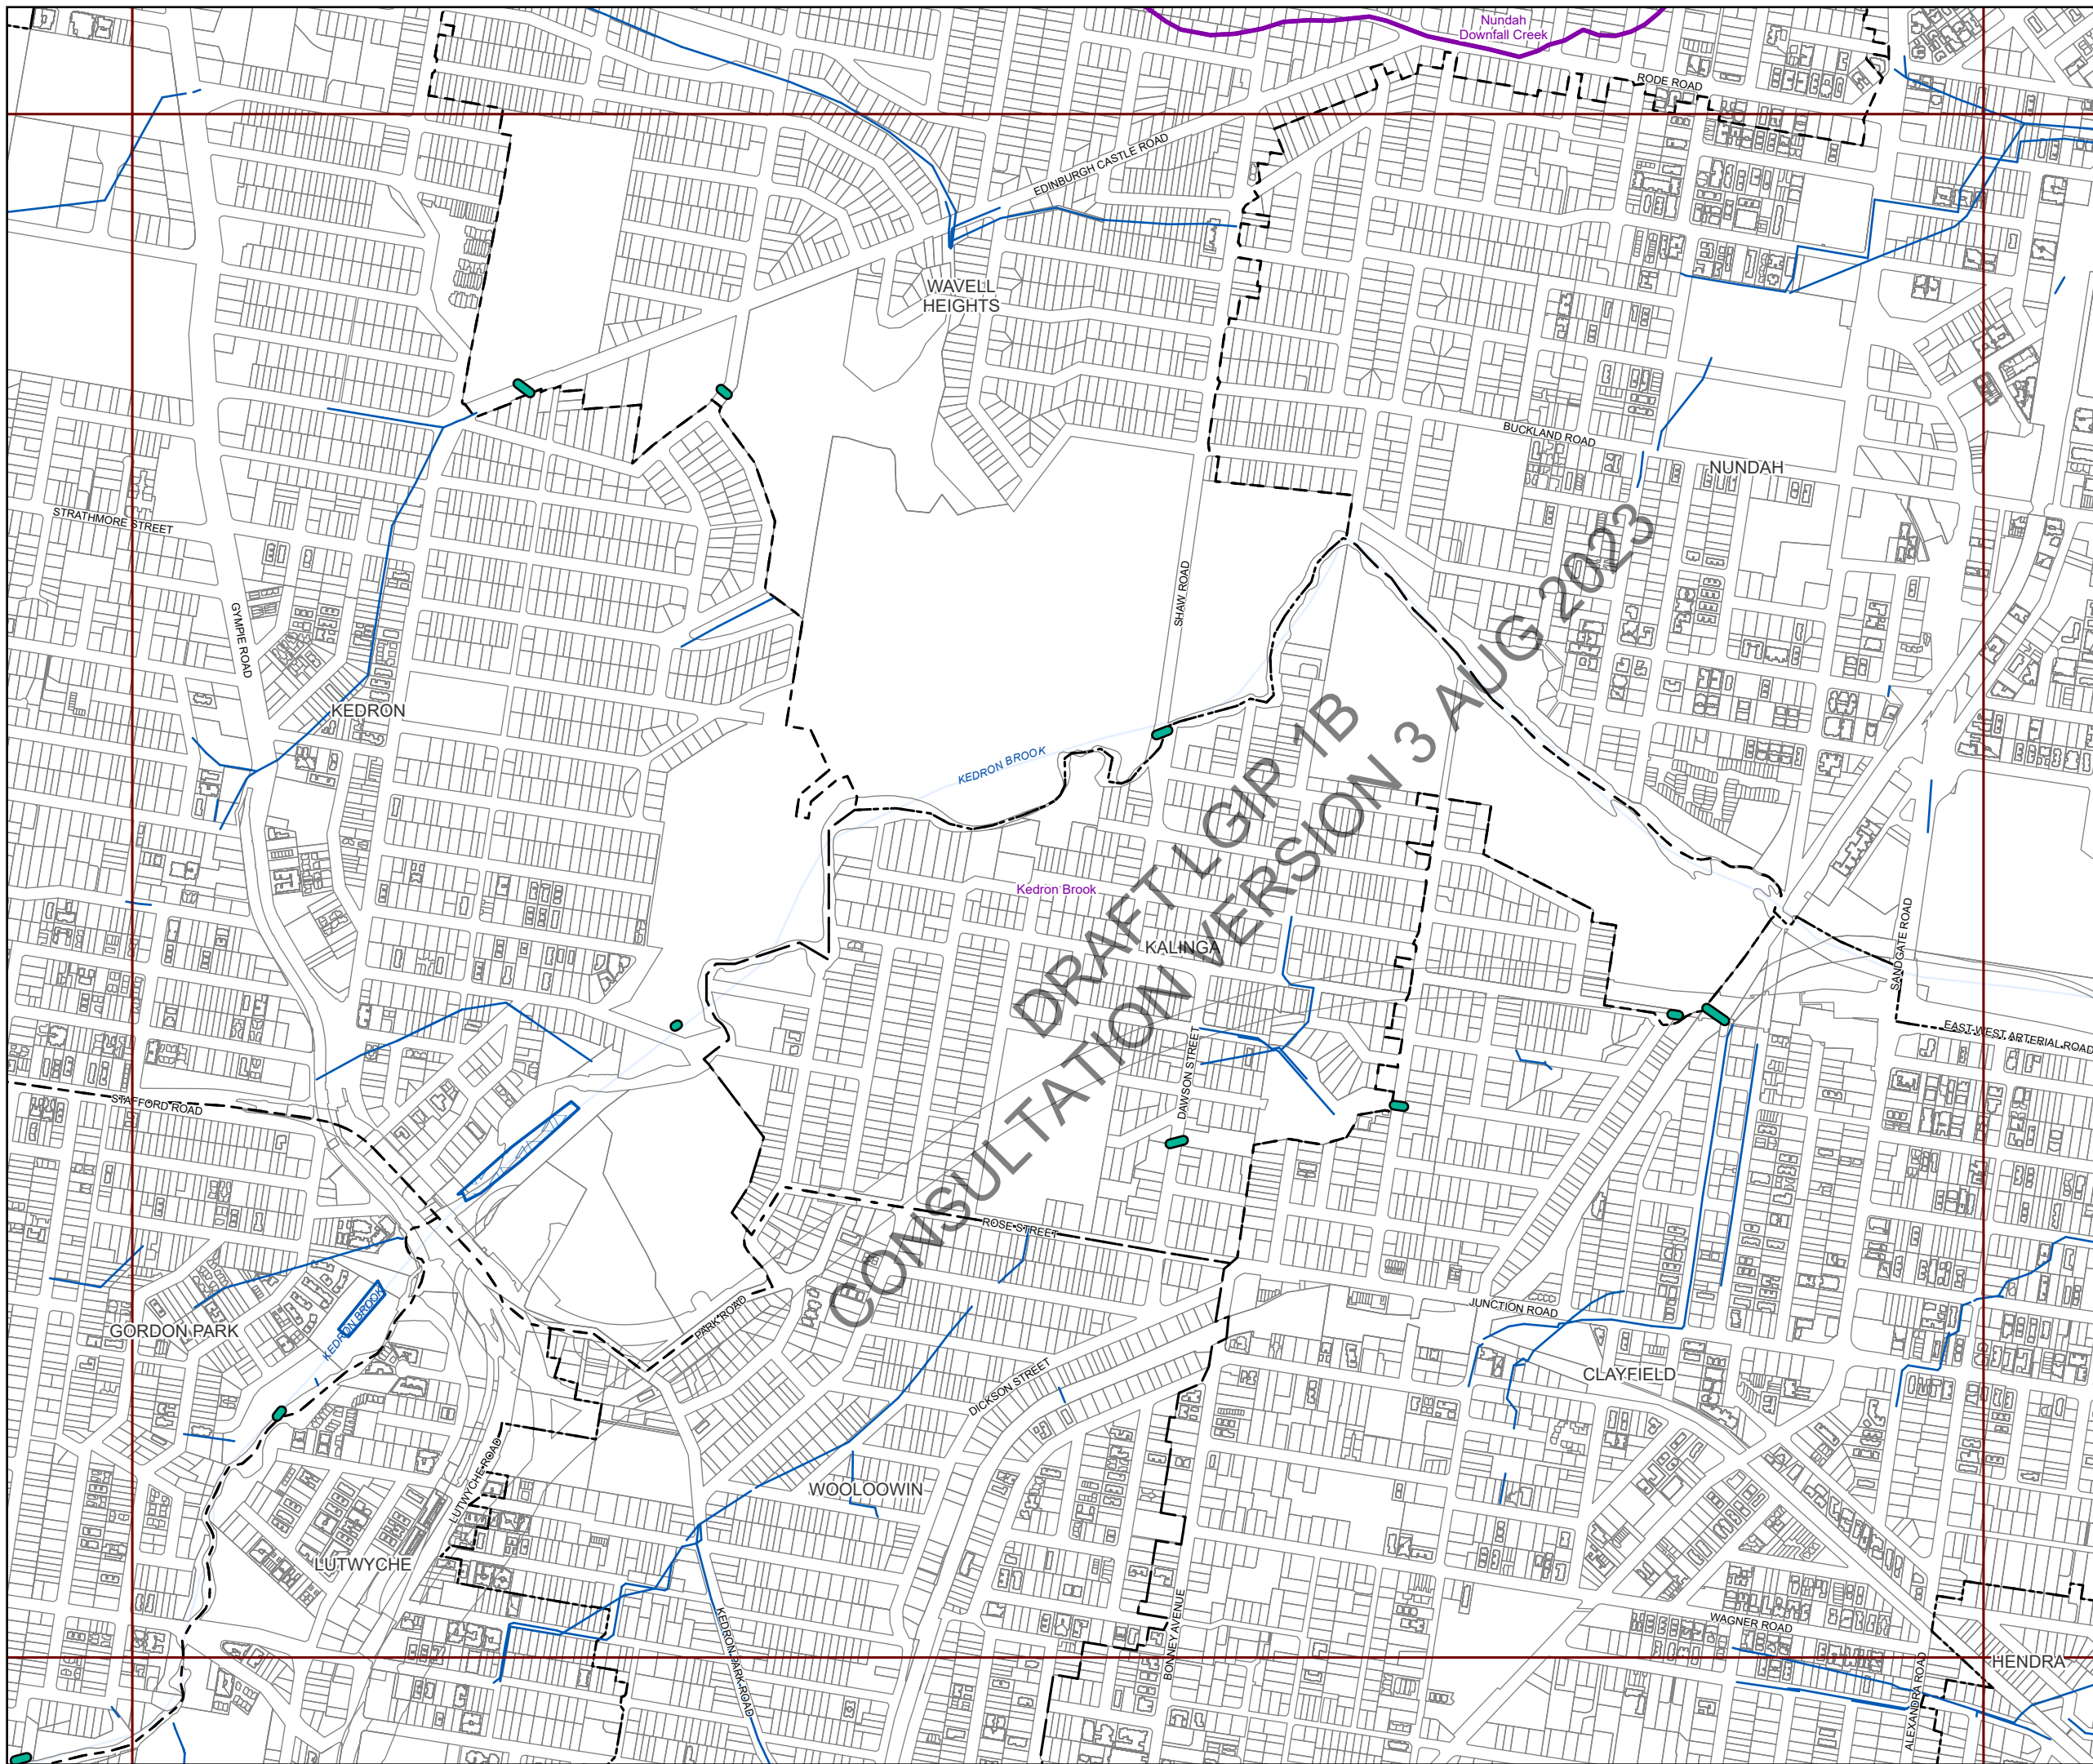 Nundah
Downfall Creek
RODE ROAD
EDINBURGH CASTLE ROAD
WAVELL
HEIGHTS
BUCKLAND ROAD
NUNDAH
STRATHMORE STREET
SHAW ROAD
GYMPIE ROAD
KEDRON
KEDRON BROOK
Kedron Brook
KALINGA
DRAFT LGIP 1B
CONSULTATION VERSION 3 AUG 2023
SANDGATE ROAD
EAST-WEST ARTERIAL ROAD
DAWSON STREET
STAFFORD ROAD
ROSE STREET
PARK ROAD
JUNCTION ROAD
KEDRON BROOK
GORDON PARK
CLAYFIELD
DICKSON STREET
LUTWYCHE ROAD
WOOLOOWIN
LUTWYCHE
KEDRON PARK ROAD
BONNEY AVENUE
WAGNER ROAD
ALEXANDRA ROAD
HENDRA